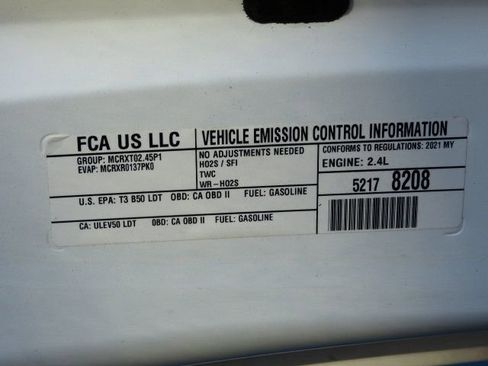 FCA US LLC
GROUP: MCRXT02.45P1
EVAP: MCRXR0137PK0
VEHICLE EMISSION CONTROL INFORMATION
NO ADJUSTMENTS NEEDED
HO2S / SFI
TWC
WR-HO2S
CONFORMS TO REGULATIONS: 2021 MY
ENGINE: 2.4L
5217 8208
U.S. EPA: T3 B50 LDT OBD: CA OBD II FUEL: GASOLINE
CA: ULEV50 LDT OBD: CA OBD II FUEL: GASOLINE